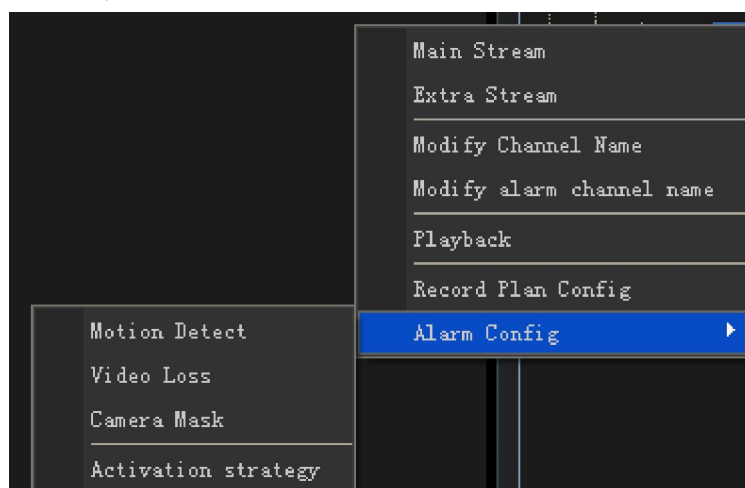 Main Stream
Extra Stream
Modify Channel Name
Modify alarm channel name
Playback
Record Plan Config
Alarm Config
Motion Detect
Video Loss
Camera Mask
Activation strategy